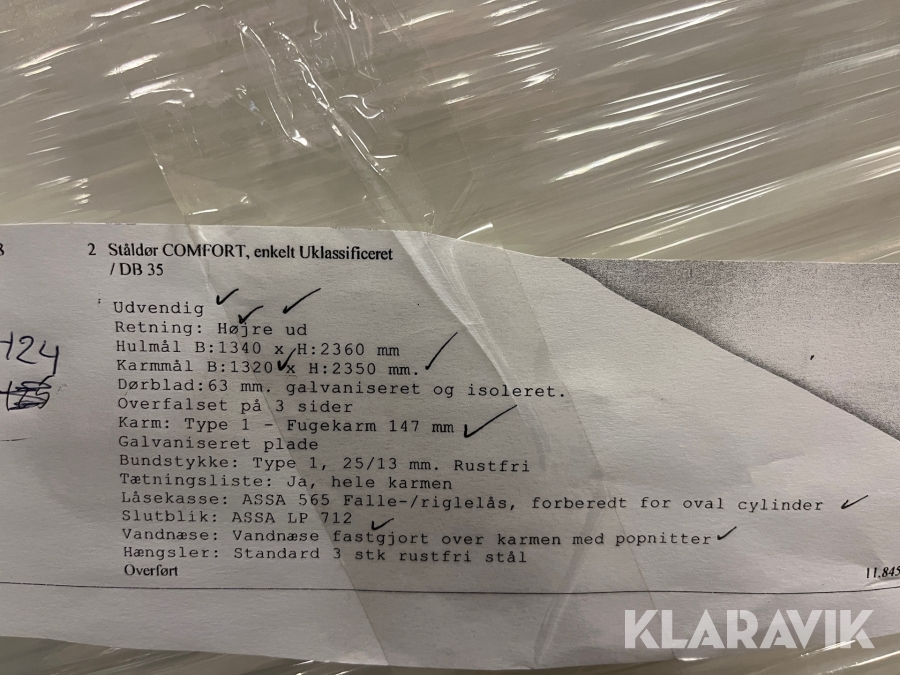 2 Ståldør COMFORT, enkelt Uklassificeret
/ DB 35
Udvendig
Retning: Højre ud
Hulmål B:1340 x H:2360 mm
Karmmål B:1320 x H:2350 mm.
Dørblad:63 mm. galvaniseret og isoleret.
Overfalset på 3 sider
Karm: Type 1 - Fugekarm 147 mm
Galvaniseret plade
Bundstykke: Type 1, 25/13 mm. Rustfri
Tætningsliste: Ja, hele karmen
Låsekasse: ASSA 565 Falle-/riglelås, forberedt for oval cylinder
Slutblik: ASSA LP 712
Vandnæse: Vandnæse fastgjort over karmen med popnitter
Hængsler: Standard 3 stk rustfri stål
Overført 11.845
KLARAVIK